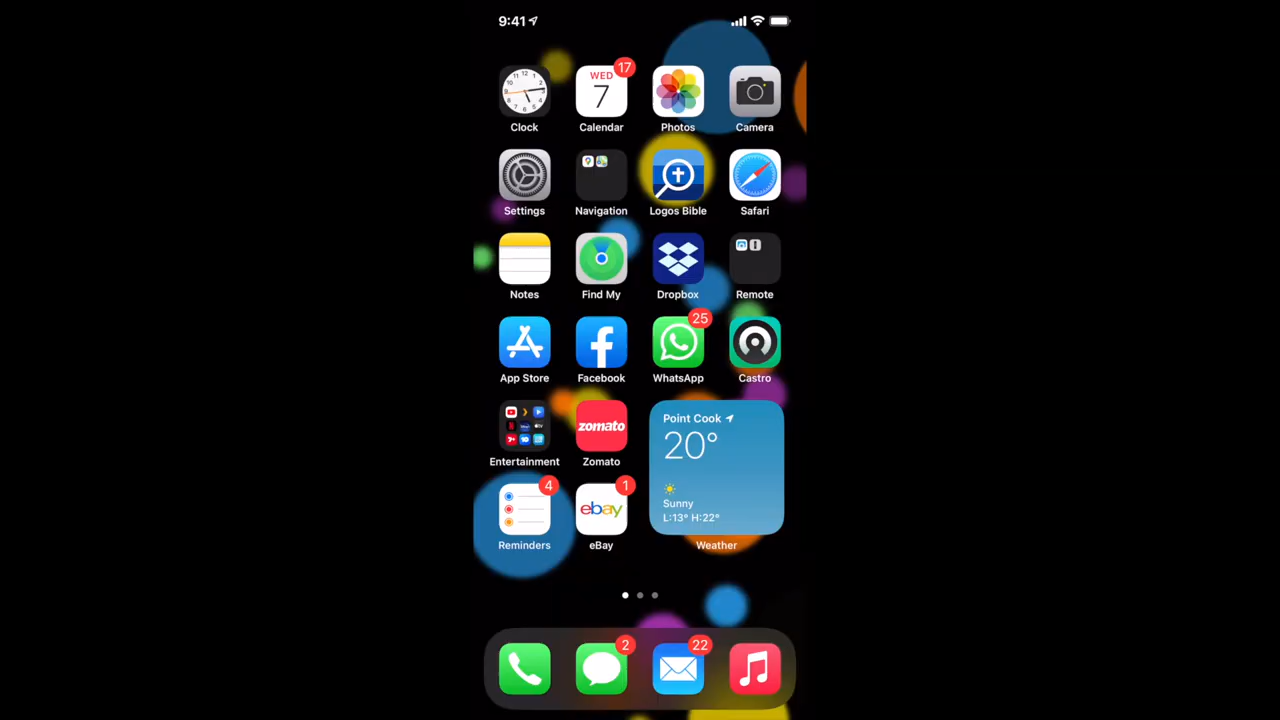 9:41
17
WED
7
Clock
Calendar
Photos
Camera
Settings
Navigation
Logos Bible
Safari
Notes
Find My
Dropbox
Remote
25
App Store
Facebook
WhatsApp
Castro
zomato
Entertainment
Zomato
Point Cook
20°
Sunny
L:13° H:22°
4
1
ebay
Reminders
eBay
Weather
2
22